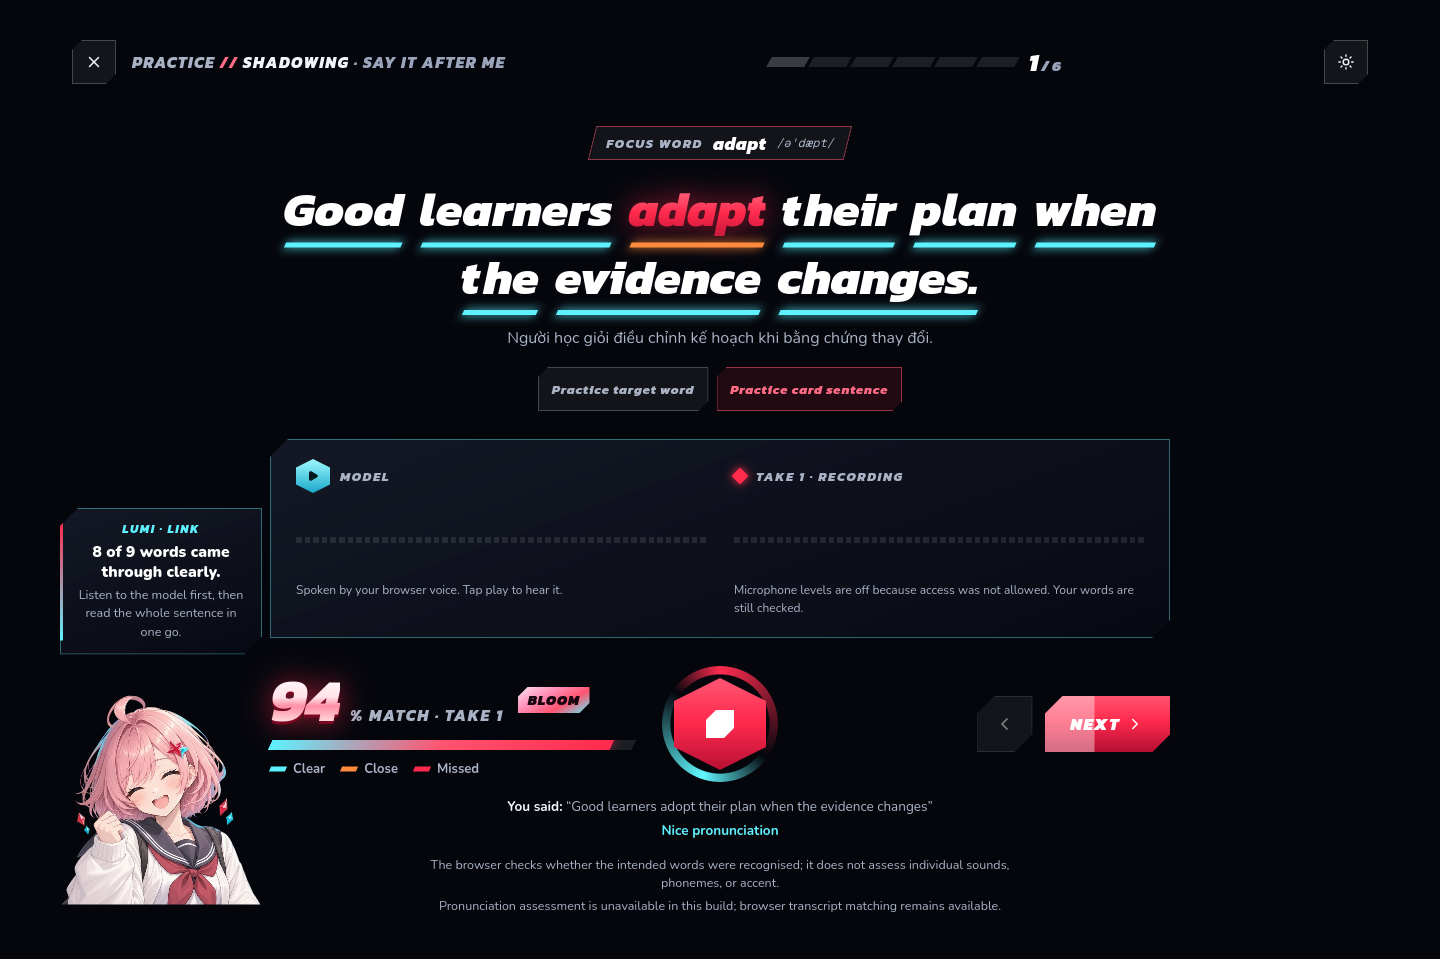 PRACTICE // SHADOWING · SAY IT AFTER ME
1 / 6
FOCUS WORD adapt /ə'dæpt/
Good learners adapt their plan when
the evidence changes.
Người học giỏi điều chỉnh kế hoạch khi bằng chứng thay đổi.
Practice target word
Practice card sentence
MODEL
TAKE 1 · RECORDING
Spoken by your browser voice. Tap play to hear it.
Microphone levels are off because access was not allowed. Your words are
still checked.
LUMI · LINK
8 of 9 words came
through clearly.
Listen to the model first, then
read the whole sentence in
one go.
94 % MATCH · TAKE 1
BLOOM
Clear Close Missed
NEXT
You said: “Good learners adopt their plan when the evidence changes”
Nice pronunciation
The browser checks whether the intended words were recognised; it does not assess individual sounds,
phonemes, or accent.
Pronunciation assessment is unavailable in this build; browser transcript matching remains available.